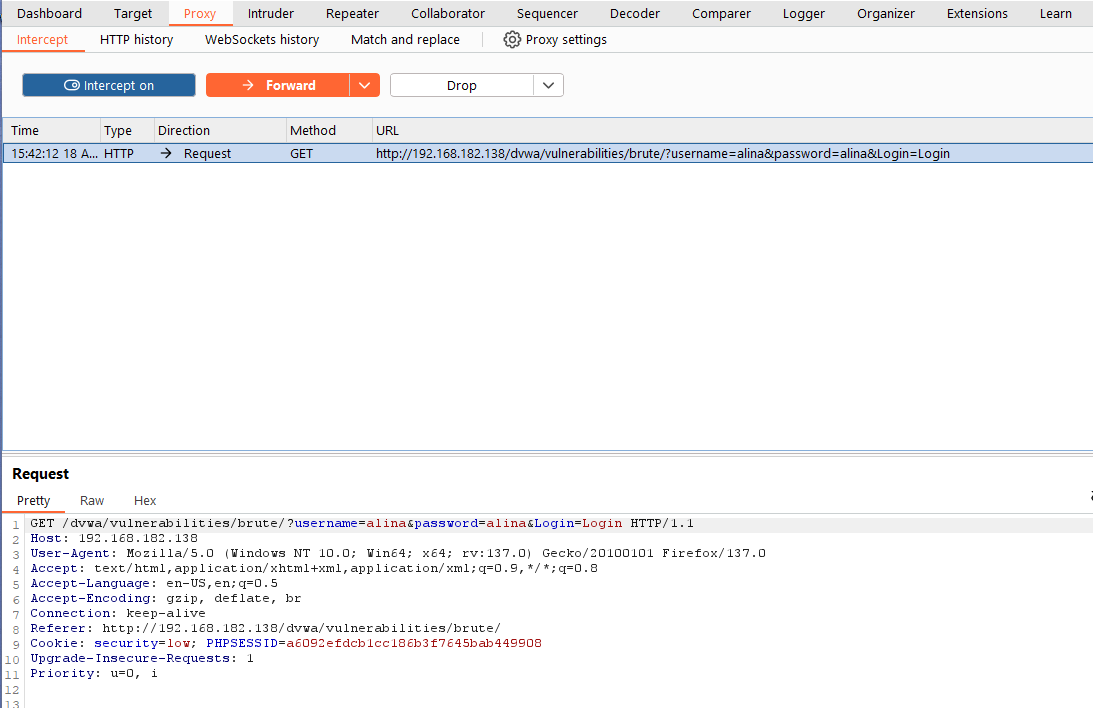 Dashboard Target Proxy Intruder Repeater Collaborator Sequencer Decoder Comparer Logger Organizer Extensions Learn
Intercept HTTP history WebSockets history Match and replace Proxy settings
Intercept on Forward Drop
Time Type Direction Method URL
15:42:12 18 A... HTTP Request GET http://192.168.182.138/dvwa/vulnerabilities/brute/?username=alina&password=alina&Login=Login
Request
Pretty Raw Hex
1 GET /dvwa/vulnerabilities/brute/?username=alina&password=alina&Login=Login HTTP/1.1
2 Host: 192.168.182.138
3 User-Agent: Mozilla/5.0 (Windows NT 10.0; Win64; x64; rv:137.0) Gecko/20100101 Firefox/137.0
4 Accept: text/html,application/xhtml+xml,application/xml;q=0.9,*/*;q=0.8
5 Accept-Language: en-US,en;q=0.5
6 Accept-Encoding: gzip, deflate, br
7 Connection: keep-alive
8 Referer: http://192.168.182.138/dvwa/vulnerabilities/brute/
9 Cookie: security=low; PHPSESSID=a6092efdcb1cc186b3f7645bab449908
10 Upgrade-Insecure-Requests: 1
11 Priority: u=0, i
12
13